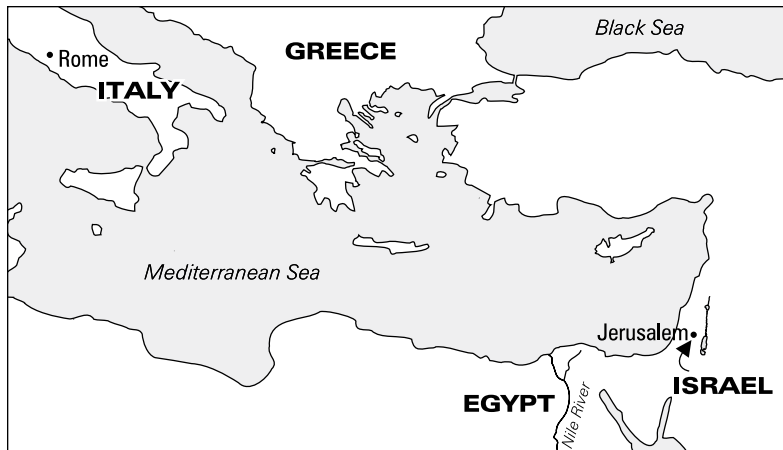 Black Sea
GREECE
Rome
ITALY
Mediterranean Sea
Jerusalem
ISRAEL
EGYPT
Nile River